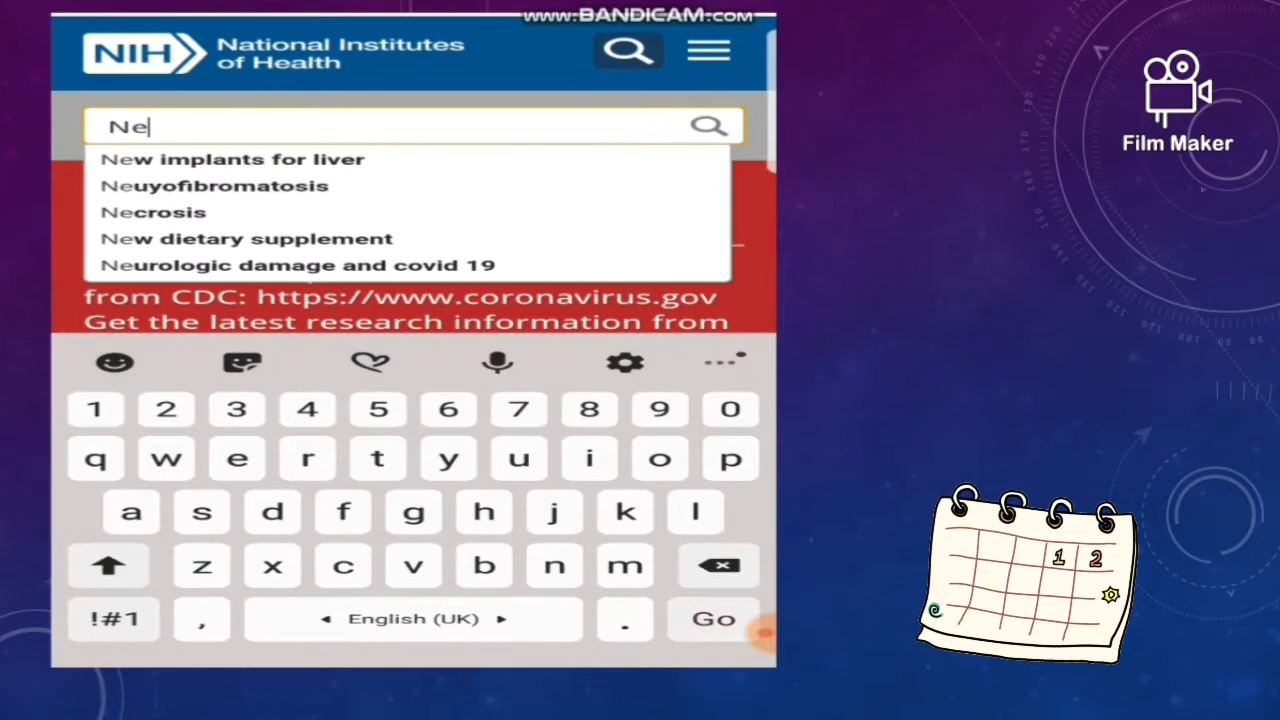 www.BANDICAM.com
NIH National Institutes
of Health
Ne
New implants for liver
Neuyofibromatosis
Necrosis
New dietary supplement
Neurologic damage and covid 19
from CDC: https://www.coronavirus.gov
Get the latest research information from
1 2 3 4 5 6 7 8 9 0
q w e r t y u i o p
a s d f g h j k l
z x c v b n m
!#1 , English (UK) . Go
Film Maker
1 2